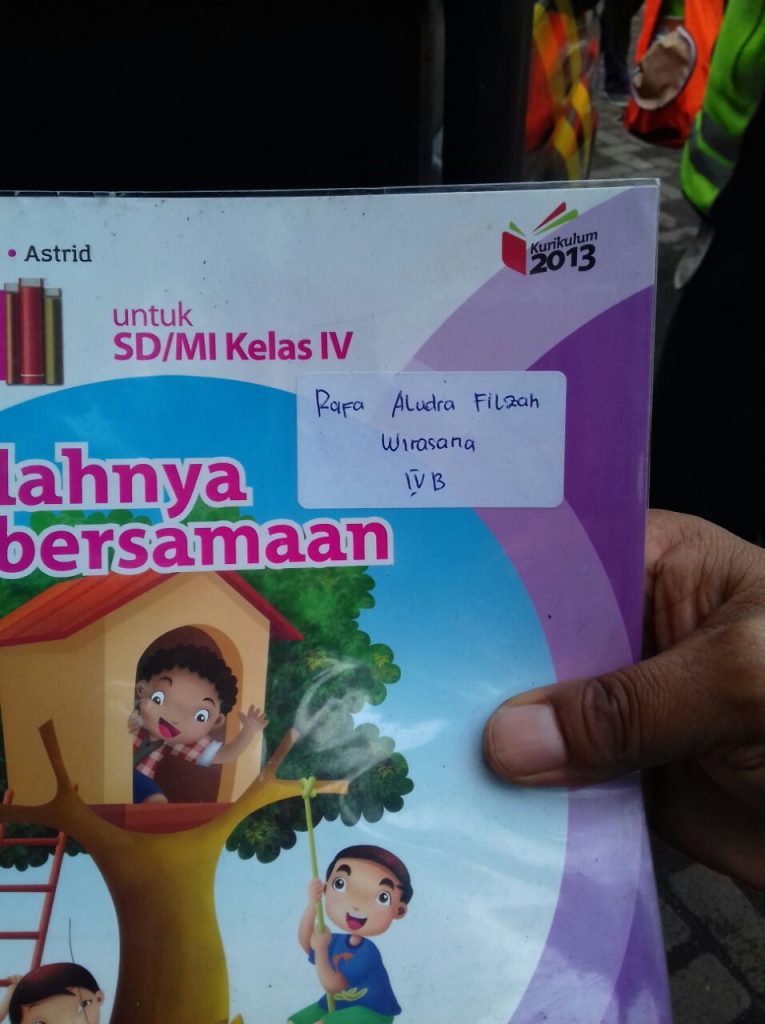 • Astrid
Kurikulum
2013
untuk
SD/MI Kelas IV
Rafa Aludra Filzah
Wirasana
IV B
lahnya
bersamaan